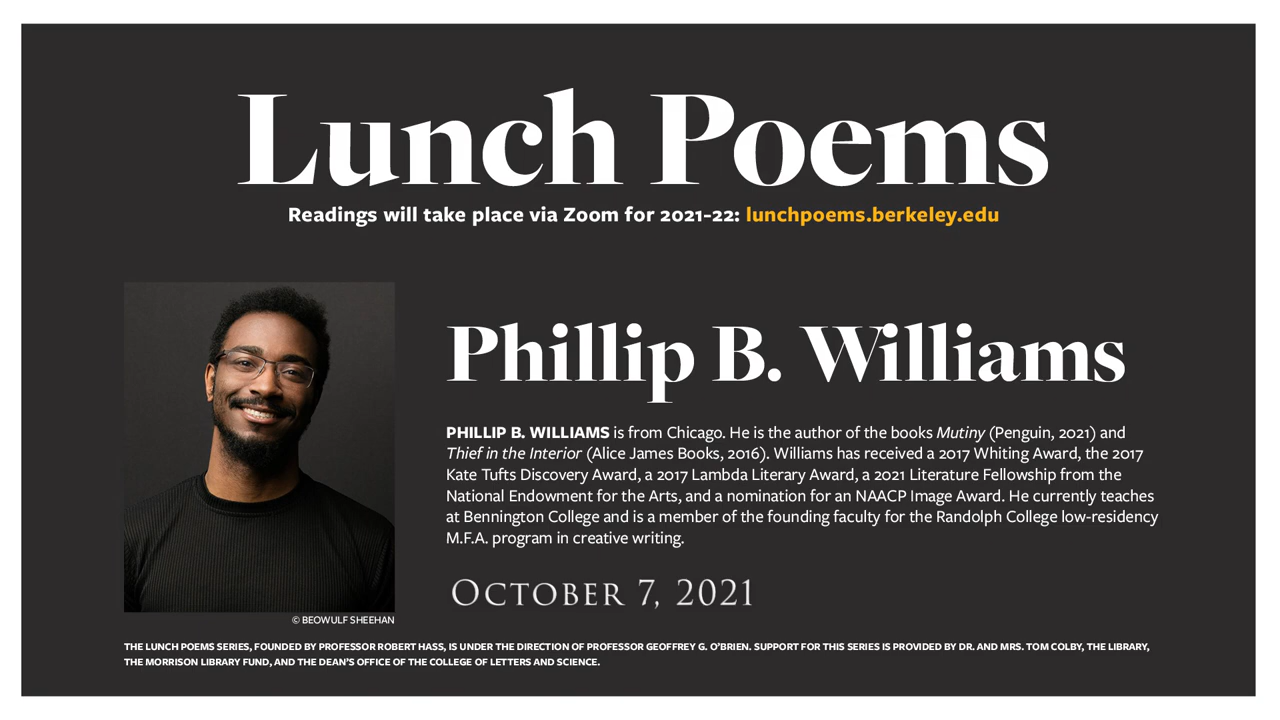 Lunch Poems
Readings will take place via Zoom for 2021-22: lunchpoems.berkeley.edu
Phillip B. Williams
PHILLIP B. WILLIAMS is from Chicago. He is the author of the books Mutiny (Penguin, 2021) and
Thief in the Interior (Alice James Books, 2016). Williams has received a 2017 Whiting Award, the 2017
Kate Tufts Discovery Award, a 2017 Lambda Literary Award, a 2021 Literature Fellowship from the
National Endowment for the Arts, and a nomination for an NAACP Image Award. He currently teaches
at Bennington College and is a member of the founding faculty for the Randolph College low-residency
M.F.A. program in creative writing.
October 7, 2021
© BEOWULF SHEEHAN
THE LUNCH POEMS SERIES, FOUNDED BY PROFESSOR ROBERT HASS, IS UNDER THE DIRECTION OF PROFESSOR GEOFFREY G. O'BRIEN. SUPPORT FOR THIS SERIES IS PROVIDED BY DR. AND MRS. TOM COLBY, THE LIBRARY,
THE MORRISON LIBRARY FUND, AND THE DEAN'S OFFICE OF THE COLLEGE OF LETTERS AND SCIENCE.